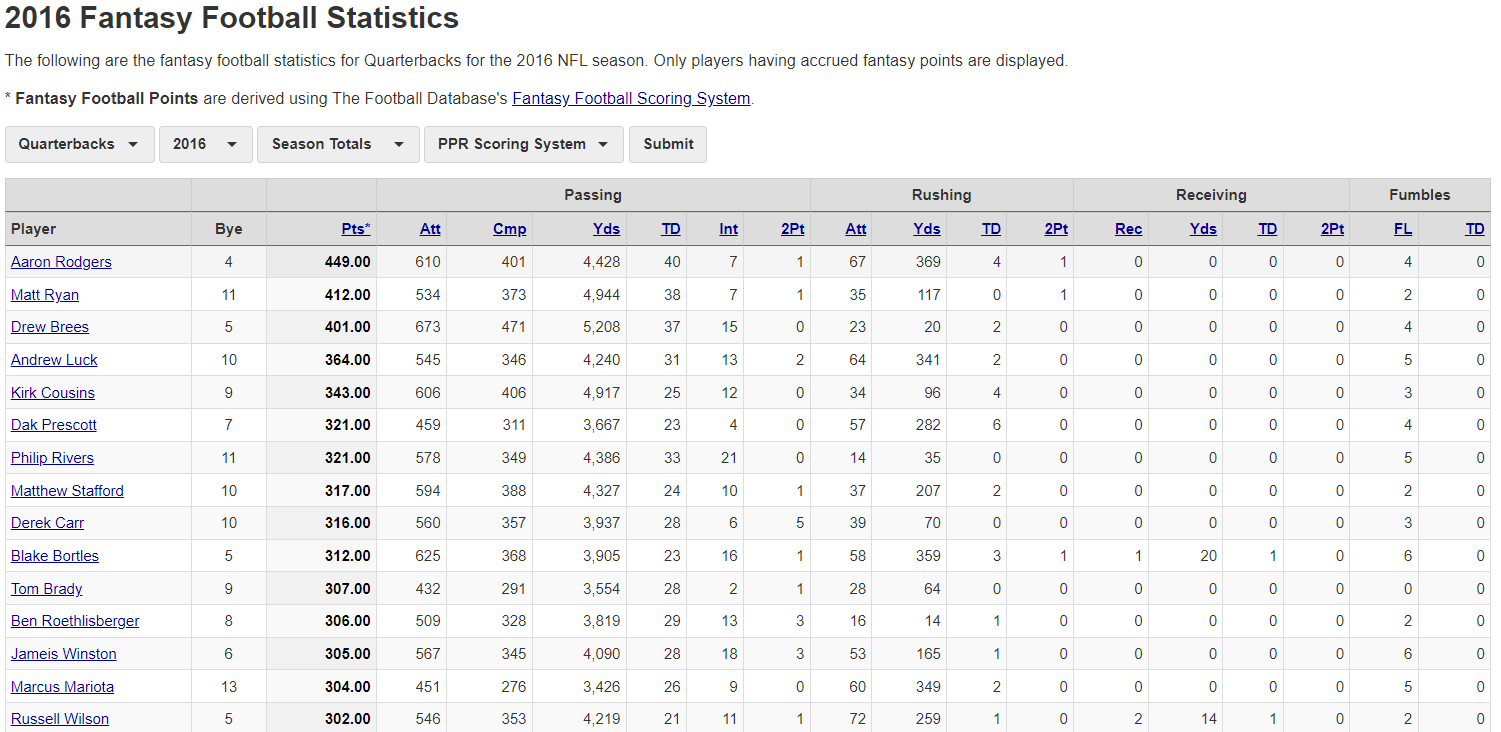 2016 Fantasy Football Statistics
The following are the fantasy football statistics for Quarterbacks for the 2016 NFL season. Only players having accrued fantasy points are displayed.
* Fantasy Football Points are derived using The Football Database's Fantasy Football Scoring System.
Quarterbacks 2016 Season Totals PPR Scoring System Submit
Passing Rushing Receiving Fumbles
Player Bye Pts* Att Cmp Yds TD Int 2Pt Att Yds TD 2Pt Rec Yds TD 2Pt FL TD
Aaron Rodgers 4 449.00 610 401 4,428 40 7 1 67 369 4 1 0 0 0 0 4 0
Matt Ryan 11 412.00 534 373 4,944 38 7 1 35 117 0 1 0 0 0 0 2 0
Drew Brees 5 401.00 673 471 5,208 37 15 0 23 20 2 0 0 0 0 0 4 0
Andrew Luck 10 364.00 545 346 4,240 31 13 2 64 341 2 0 0 0 0 0 5 0
Kirk Cousins 9 343.00 606 406 4,917 25 12 0 34 96 4 0 0 0 0 0 3 0
Dak Prescott 7 321.00 459 311 3,667 23 4 0 57 282 6 0 0 0 0 0 4 0
Philip Rivers 11 321.00 578 349 4,386 33 21 0 14 35 0 0 0 0 0 0 5 0
Matthew Stafford 10 317.00 594 388 4,327 24 10 1 37 207 2 0 0 0 0 0 2 0
Derek Carr 10 316.00 560 357 3,937 28 6 5 39 70 0 0 0 0 0 0 3 0
Blake Bortles 5 312.00 625 368 3,905 23 16 1 58 359 3 1 1 20 1 0 6 0
Tom Brady 9 307.00 432 291 3,554 28 2 1 28 64 0 0 0 0 0 0 0 0
Ben Roethlisberger 8 306.00 509 328 3,819 29 13 3 16 14 1 0 0 0 0 0 2 0
Jameis Winston 6 305.00 567 345 4,090 28 18 3 53 165 1 0 0 0 0 0 6 0
Marcus Mariota 13 304.00 451 276 3,426 26 9 0 60 349 2 0 0 0 0 0 5 0
Russell Wilson 5 302.00 546 353 4,219 21 11 1 72 259 1 0 2 14 1 0 2 0